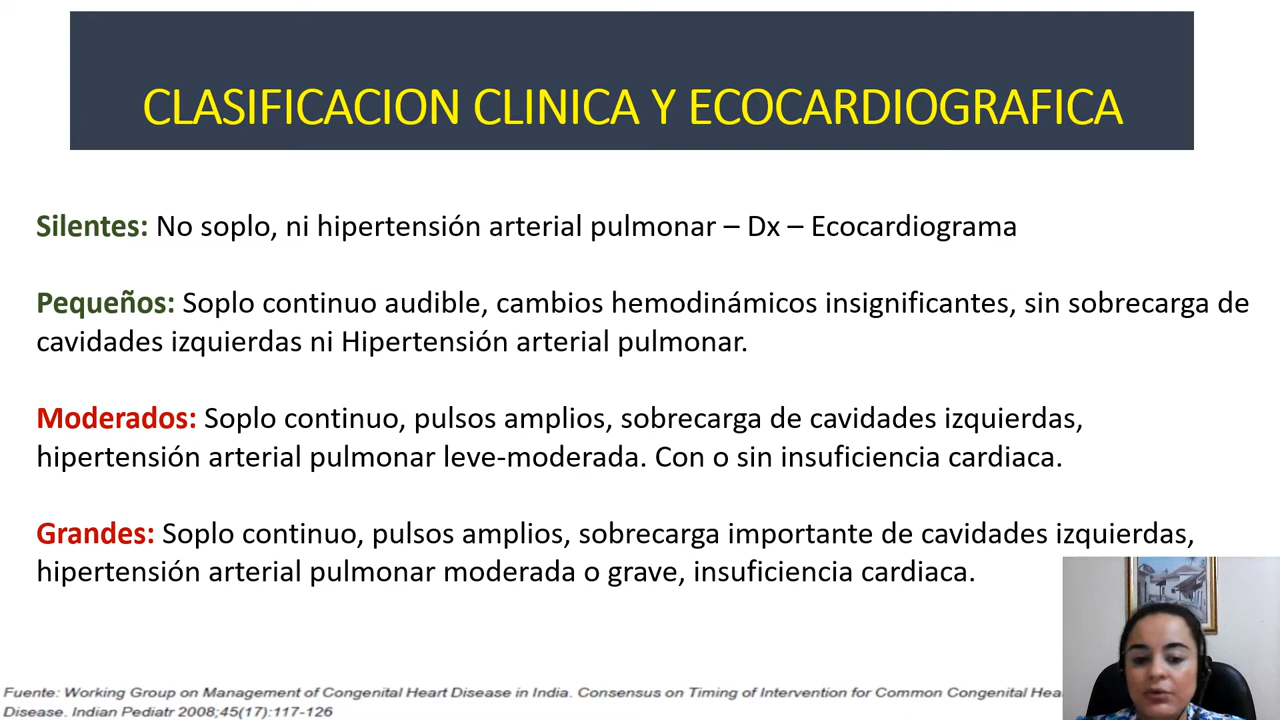 CLASIFICACION CLINICA Y ECOCARDIOGRAFICA
Silentes: No soplo, ni hipertensión arterial pulmonar – Dx – Ecocardiograma
Pequeños: Soplo continuo audible, cambios hemodinámicos insignificantes, sin sobrecarga de
cavidades izquierdas ni Hipertensión arterial pulmonar.
Moderados: Soplo continuo, pulsos amplios, sobrecarga de cavidades izquierdas,
hipertensión arterial pulmonar leve-moderada. Con o sin insuficiencia cardiaca.
Grandes: Soplo continuo, pulsos amplios, sobrecarga importante de cavidades izquierdas,
hipertensión arterial pulmonar moderada o grave, insuficiencia cardiaca.
Fuente: Working Group on Management of Congenital Heart Disease in India. Consensus on Timing of Intervention for Common Congenital
Disease. Indian Pediatr 2008;45(17):117-126